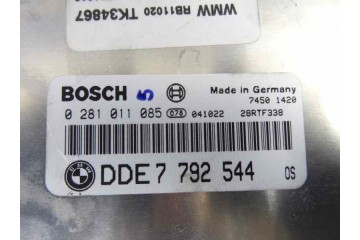 WMW RB11020 TK34867
BOSCH
Made in Germany
7450 1420
0 281 011 085 078 041022 28RTF338
DDE 7 792 544 OS